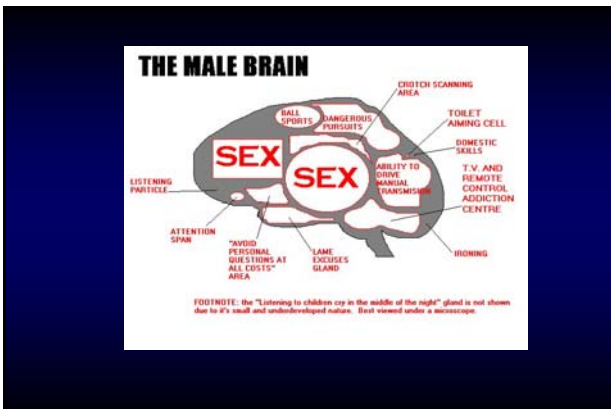 THE MALE BRAIN
CROTCH SCANNING
AREA
BALL
SPORTS
DANGEROUS
PURSUITS
TOILET
AIMING CELL
DOMESTIC
SKILLS
SEX
SEX
ABILITY TO
DRIVE
MANUAL
TRANSMISION
T.V. AND
REMOTE
CONTROL
ADDICTION
CENTRE
LISTENING
PARTICLE
ATTENTION
SPAN
"AVOID
PERSONAL
QUESTIONS AT
ALL COSTS"
AREA
LAME
EXCUSES
GLAND
IRONING
FOOTNOTE: the "Listening to children cry in the middle of the night" gland is not shown
due to it's small and underdeveloped nature. Best viewed under a microscope.